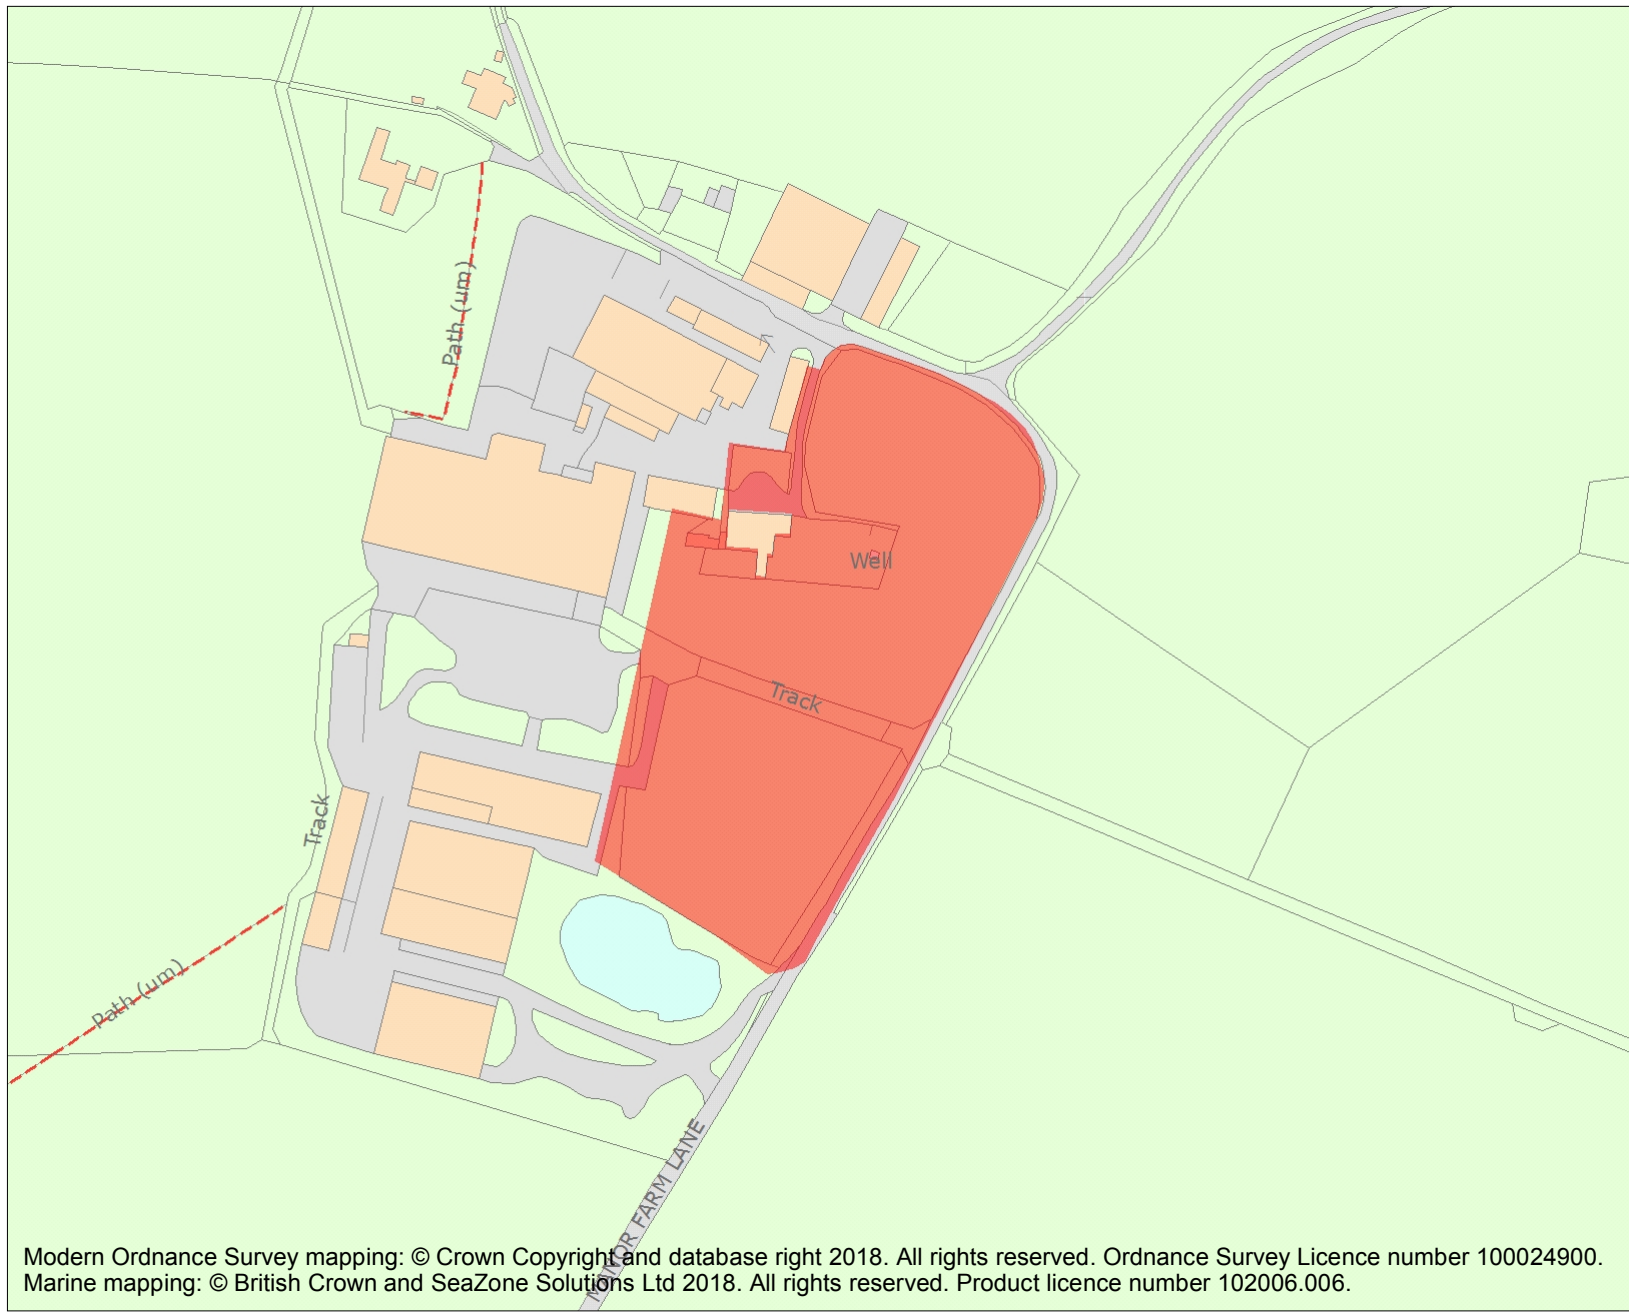 Path (um)
Well
Track
Track
Path (um)
MANOR FARM LANE
Modern Ordnance Survey mapping: © Crown Copyright and database right 2018. All rights reserved. Ordnance Survey Licence number 100024900.
Marine mapping: © British Crown and SeaZone Solutions Ltd 2018. All rights reserved. Product licence number 102006.006.